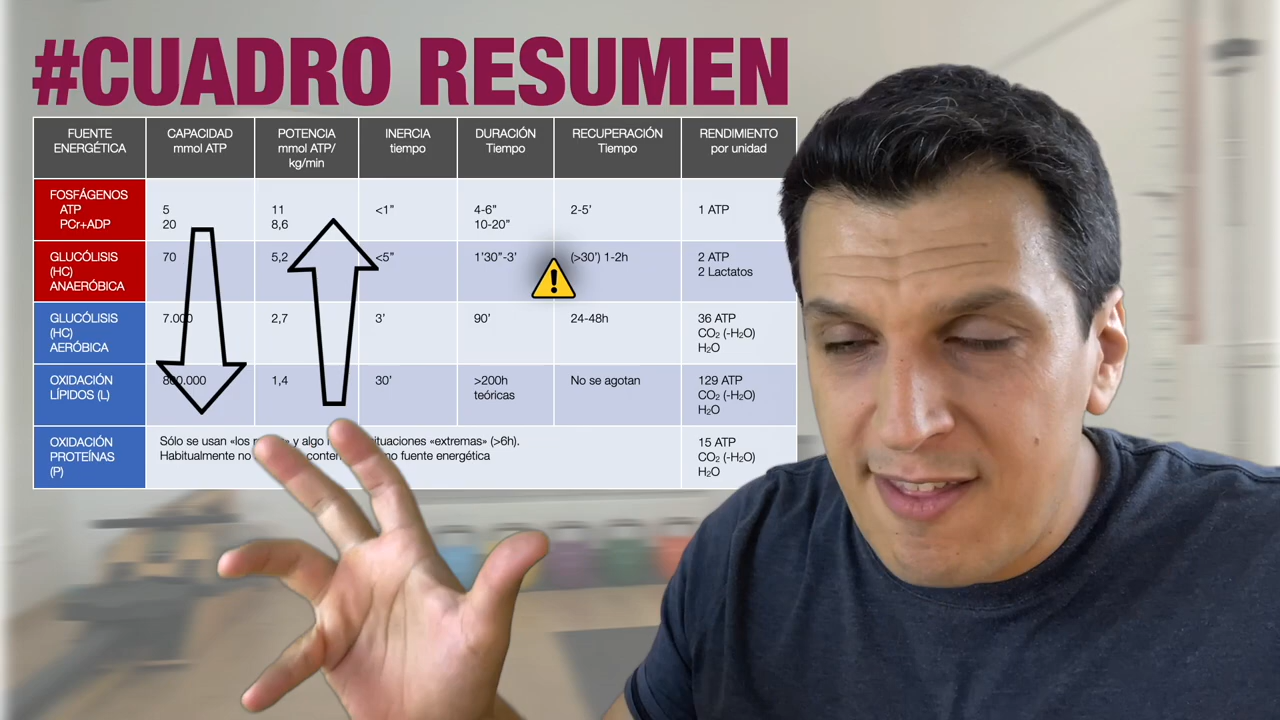 #CUADRO RESUMEN
FUENTE ENERGÉTICA
CAPACIDAD mmol ATP
POTENCIA mmol ATP/ kg/min
INERCIA tiempo
DURACIÓN Tiempo
RECUPERACIÓN Tiempo
RENDIMIENTO por unidad
FOSFÁGENOS
ATP 5 11 <1” 4-6” 2-5’ 1 ATP
PCr+ADP 20 8,6 10-20”
GLUCÓLISIS 70 5,2 <5” 1’30”-3’ (>30’) 1-2h 2 ATP
(HC) 2 Lactatos
ANAERÓBICA
GLUCÓLISIS 7.000 2,7 3’ 90’ 24-48h 36 ATP
(HC) CO₂ (-H₂O)
AERÓBICA H₂O
OXIDACIÓN 1,4 30’ >200h No se agotan 129 ATP
LÍPIDOS (L) teóricas CO₂ (-H₂O)
H₂O
OXIDACIÓN Sólo se usan «los y algo situaciones «extremas» (>6h). 15 ATP
PROTEÍNAS Habitualmente no fuente energética CO₂ (-H₂O)
(P) H₂O